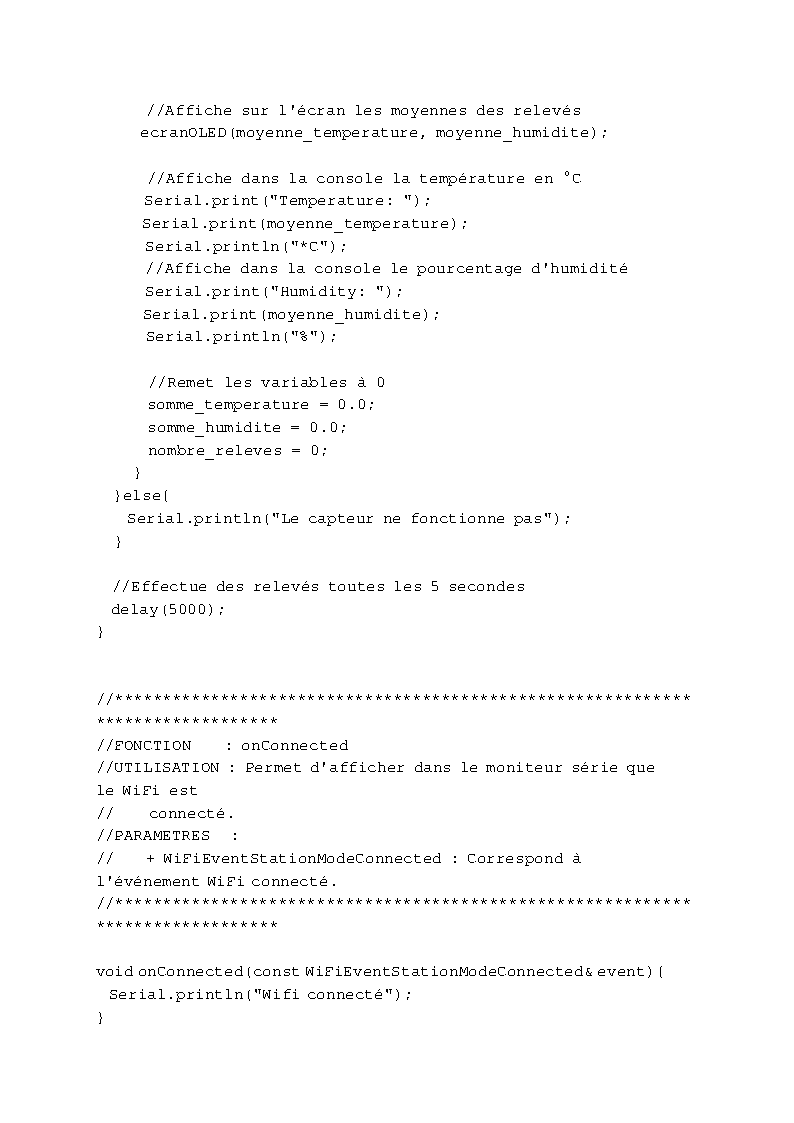 //Affiche sur l'écran les moyennes des relevés
ecranOLED(moyenne_temperature, moyenne_humidite);
//Affiche dans la console la température en °C
Serial.print("Temperature: ");
Serial.print(moyenne_temperature);
Serial.println("*C");
//Affiche dans la console le pourcentage d'humidité
Serial.print("Humidity: ");
Serial.print(moyenne_humidite);
Serial.println("%");
//Remet les variables à 0
somme_temperature = 0.0;
somme_humidite = 0.0;
nombre_releves = 0;
}
}else{
Serial.println("Le capteur ne fonctionne pas");
}
//Effectue des relevés toutes les 5 secondes
delay(5000);
}
//************************************************************
*******************
//FONCTION    : onConnected
//UTILISATION : Permet d'afficher dans le moniteur série que
le WiFi est
//    connecté.
//PARAMETRES  :
//    + WiFiEventStationModeConnected : Correspond à
l'événement WiFi connecté.
//************************************************************
*******************
void onConnected(const WiFiEventStationModeConnected& event){
Serial.println("Wifi connecté");
}